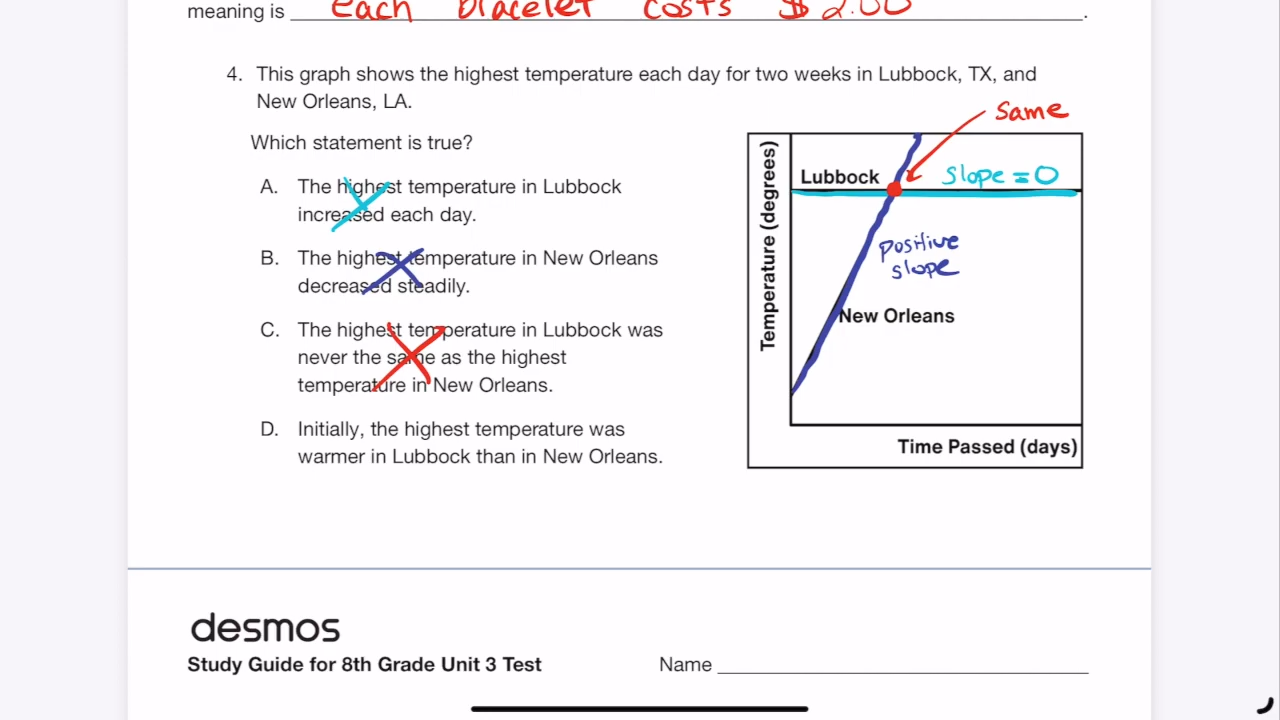 meaning is Each bracelet costs $2.00.
4. This graph shows the highest temperature each day for two weeks in Lubbock, TX, and
New Orleans, LA.
Which statement is true?
A. The highest temperature in Lubbock
increased each day.
B. The highest temperature in New Orleans
decreased steadily.
C. The highest temperature in Lubbock was
never the same as the highest
temperature in New Orleans.
D. Initially, the highest temperature was
warmer in Lubbock than in New Orleans.
same
Temperature (degrees)
Lubbock
slope = 0
positive
slope
New Orleans
Time Passed (days)
desmos
Study Guide for 8th Grade Unit 3 Test
Name